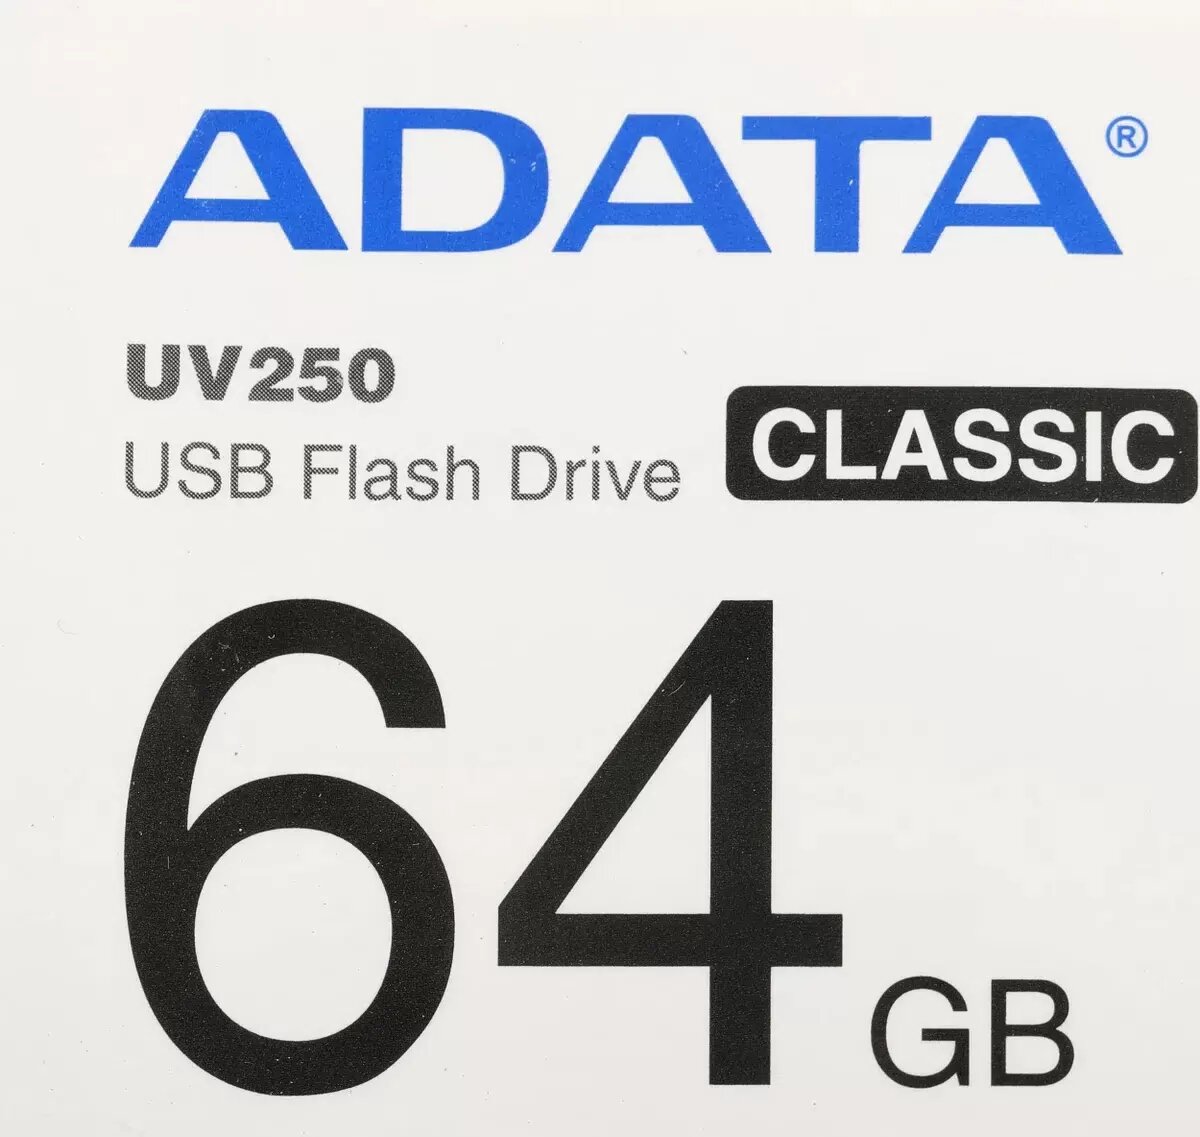 ADATA®
UV250
USB Flash Drive CLASSIC
64 GB